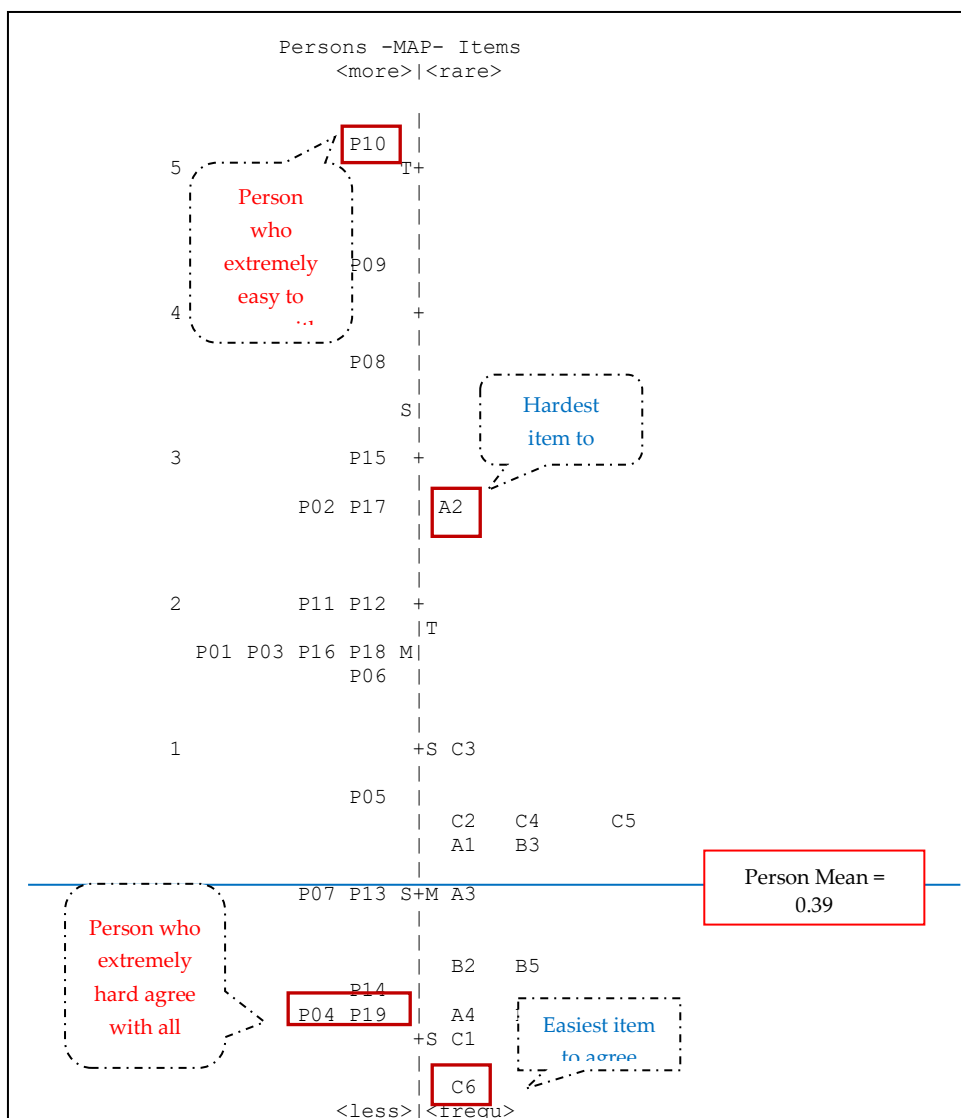 Persons -MAP- Items
<more>|<rare>
P10
5 T+
Person
who
extremely
P09
easy to
4 +
P08
S|
Hardest
item to
3 P15 +
P02 P17 A2
2 P11 P12 +
|T
P01 P03 P16 P18 M|
P06
1 +S C3
P05
C2 C4 C5
A1 B3
Person Mean =
0.39
P07 P13 S+M A3
Person who
extremely
hard agree
with all
B2 B5
P14
P04 P19 A4
+S C1
Easiest item
to agree
C6
<less>|<frequ>